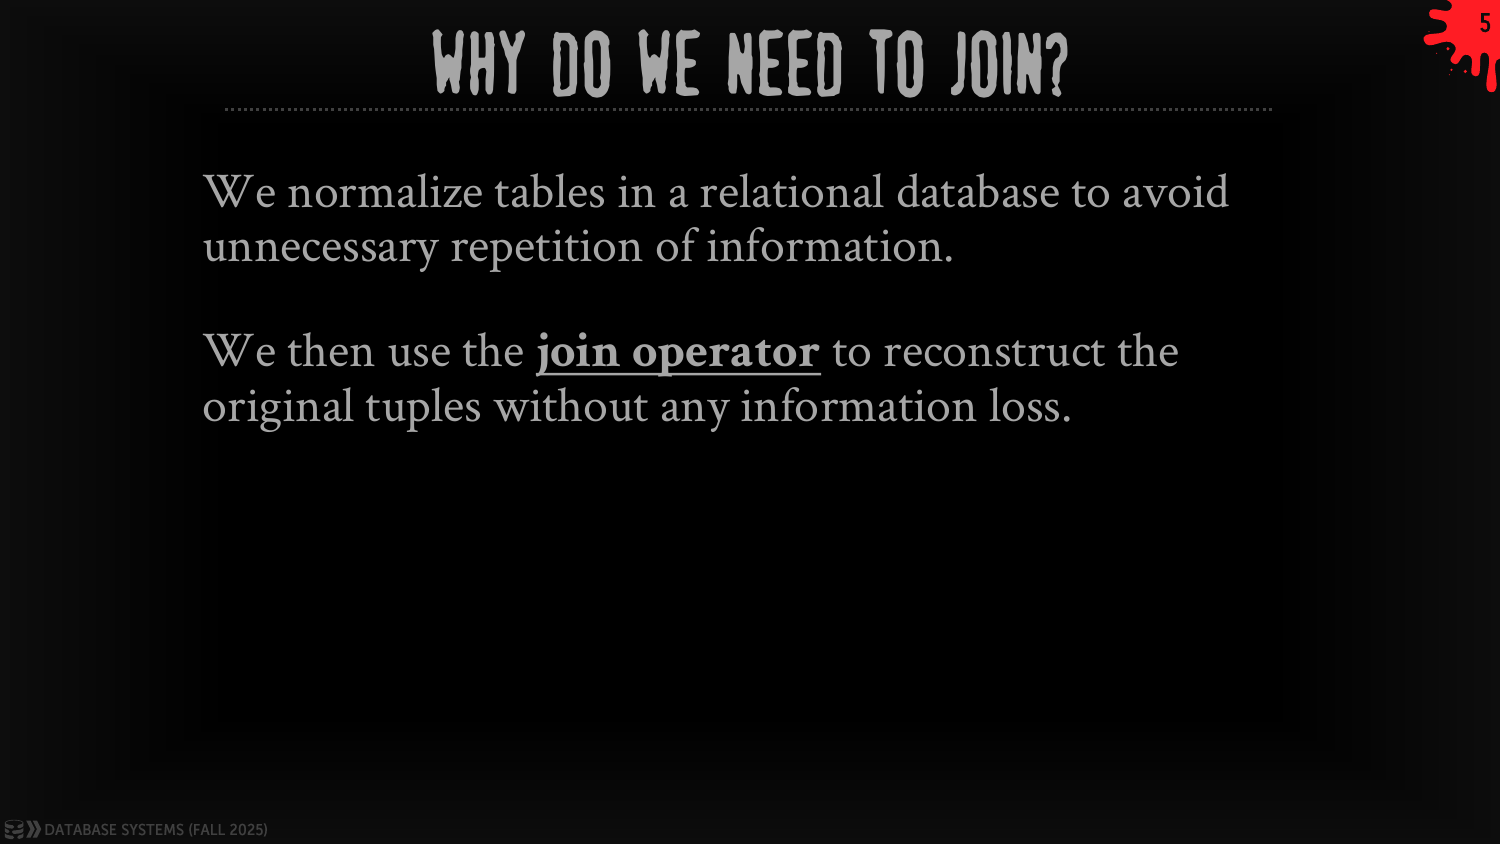 WHY DO WE NEED TO JOIN?
5
We normalize tables in a relational database to avoid
unnecessary repetition of information.
We then use the join operator to reconstruct the
original tuples without any information loss.
DATABASE SYSTEMS (FALL 2025)